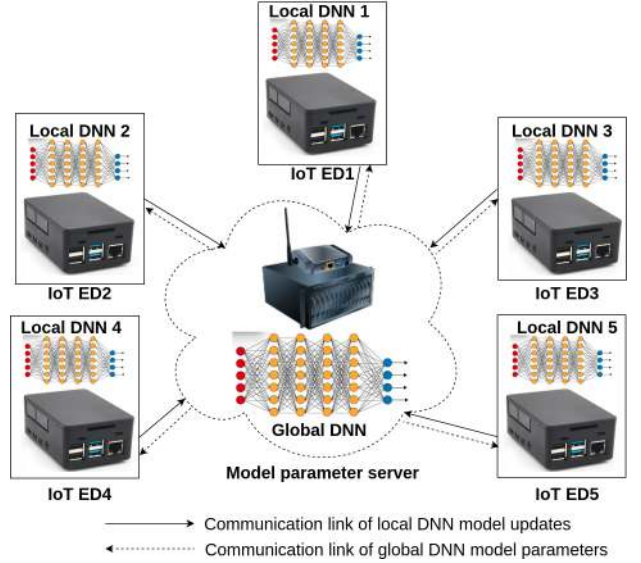 Local DNN 1
IoT ED1
Local DNN 2
IoT ED2
Local DNN 3
IoT ED3
Local DNN 4
IoT ED4
Local DNN 5
IoT ED5
Global DNN
Model parameter server
Communication link of local DNN model updates
Communication link of global DNN model parameters